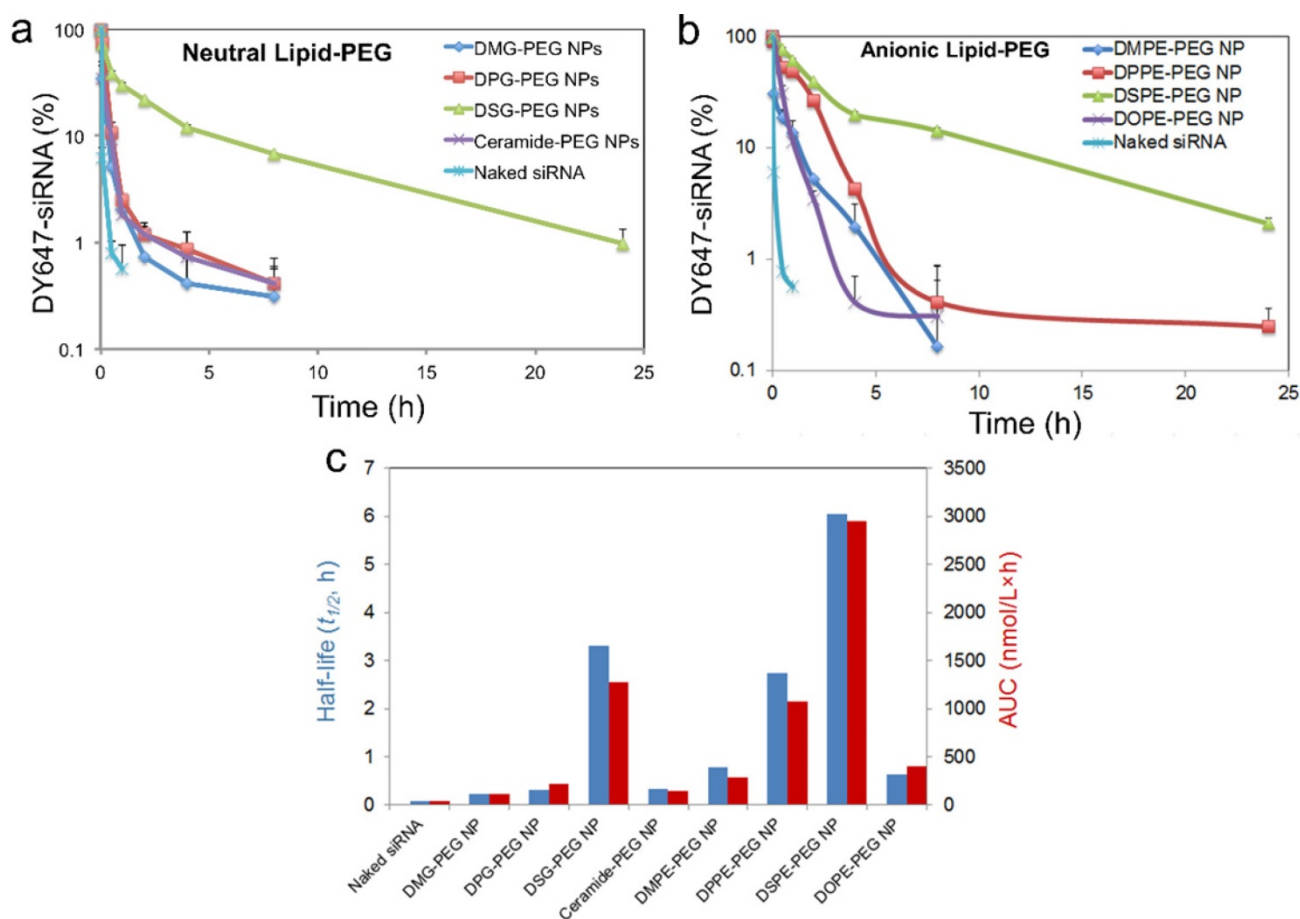 a
Neutral Lipid-PEG
DMG-PEG NPs
DPG-PEG NPs
DSG-PEG NPs
Ceramide-PEG NPs
Naked siRNA
DY647-siRNA (%)
100
10
1
0.1
0
5
10
15
20
25
Time (h)
b
Anionic Lipid-PEG
DMPE-PEG NP
DPPE-PEG NP
DSPE-PEG NP
DOPE-PEG NP
Naked siRNA
DY647-siRNA (%)
100
10
1
0.1
0
5
10
15
20
25
Time (h)
c
Half-life (t1/2, h)
7
6
5
4
3
2
1
0
3500
3000
2500
2000
1500
1000
500
0
AUC (nmol/L×h)
Naked siRNA
DMG-PEG NP
DPG-PEG NP
DSG-PEG NP
Ceramide-PEG NP
DMPE-PEG NP
DPPE-PEG NP
DSPE-PEG NP
DOPE-PEG NP